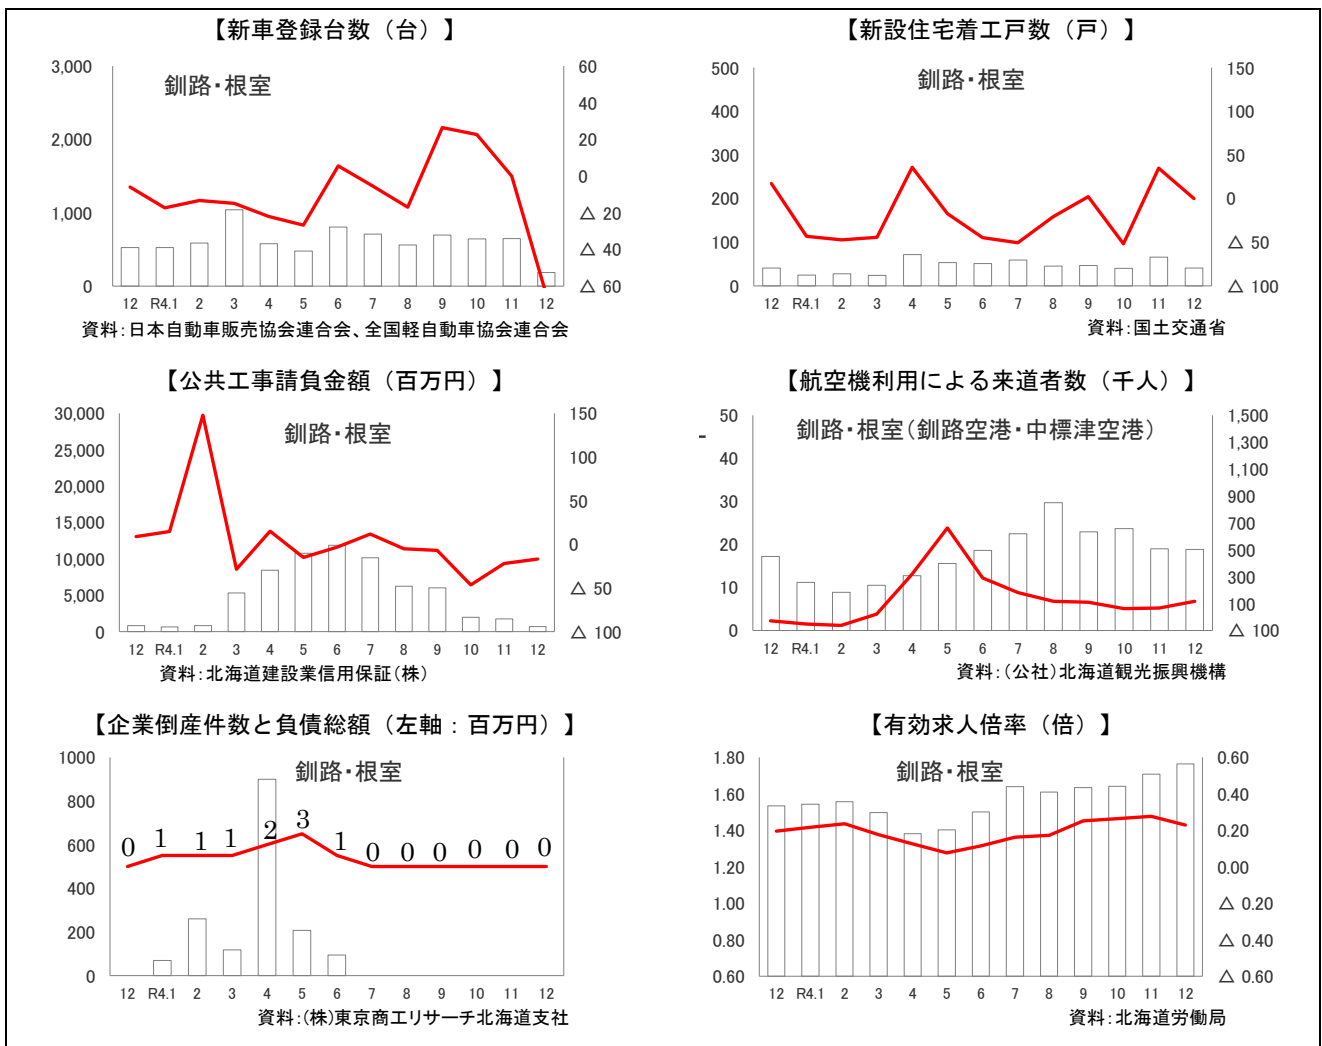 【新車登録台数（台）】
釧路・根室
3,000
2,000
1,000
0
60
40
20
0
△ 20
△ 40
△ 60
12 R4.1 2 3 4 5 6 7 8 9 10 11 12
資料：日本自動車販売協会連合会、全国軽自動車協会連合会
【新設住宅着工戸数（戸）】
釧路・根室
500
400
300
200
100
0
150
100
50
0
△ 50
△ 100
12 R4.1 2 3 4 5 6 7 8 9 10 11 12
資料：国土交通省
【公共工事請負金額（百万円）】
釧路・根室
30,000
25,000
20,000
15,000
10,000
5,000
0
150
100
50
0
△ 50
△ 100
12 R4.1 2 3 4 5 6 7 8 9 10 11 12
資料：北海道建設業信用保証（株）
【航空機利用による来道者数（千人）】
釧路・根室（釧路空港・中標津空港）
-
50
40
30
20
10
0
1,500
1,300
1,100
900
700
500
300
100
△ 100
12 R4.1 2 3 4 5 6 7 8 9 10 11 12
資料：（公社）北海道観光振興機構
【企業倒産件数と負債総額（左軸：百万円）】
釧路・根室
1000
800
600
400
200
0
0 1 1 1 2 3 1 0 0 0 0 0 0
12 R4.1 2 3 4 5 6 7 8 9 10 11 12
資料：（株）東京商工リサーチ北海道支社
【有効求人倍率（倍）】
釧路・根室
1.80
1.60
1.40
1.20
1.00
0.80
0.60
0.60
0.40
0.20
0.00
△ 0.20
△ 0.40
△ 0.60
12 R4.1 2 3 4 5 6 7 8 9 10 11 12
資料：北海道労働局